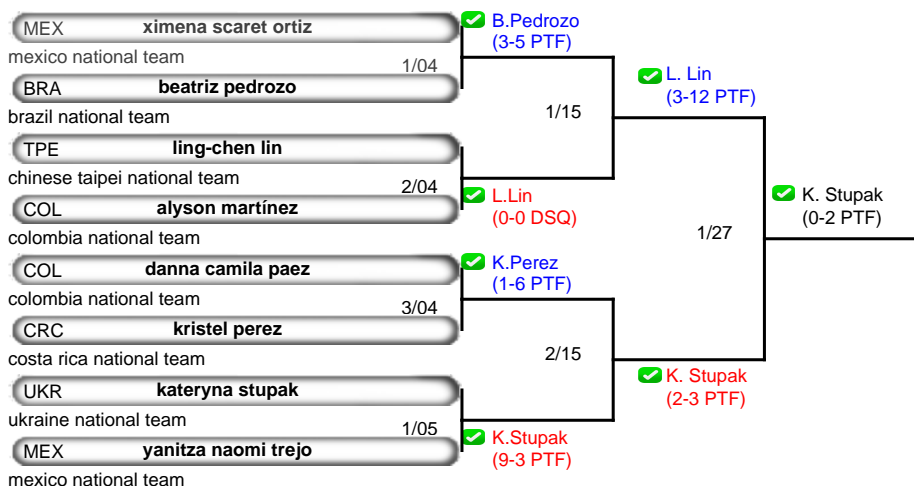 MEX ximena scaret ortiz
mexico national team
1/04
BRA beatriz pedrozo
brazil national team
TPE ling-chen lin
chinese taipei national team
2/04
COL alyson martínez
colombia national team
COL danna camila paez
colombia national team
3/04
CRC kristel perez
costa rica national team
UKR kateryna stupak
ukraine national team
1/05
MEX yanitza naomi trejo
mexico national team
B.Pedrozo
(3-5 PTF)
1/15
L.Lin
(0-0 DSQ)
K.Perez
(1-6 PTF)
2/15
K.Stupak
(9-3 PTF)
L. Lin
(3-12 PTF)
1/27
K. Stupak
(2-3 PTF)
K. Stupak
(0-2 PTF)